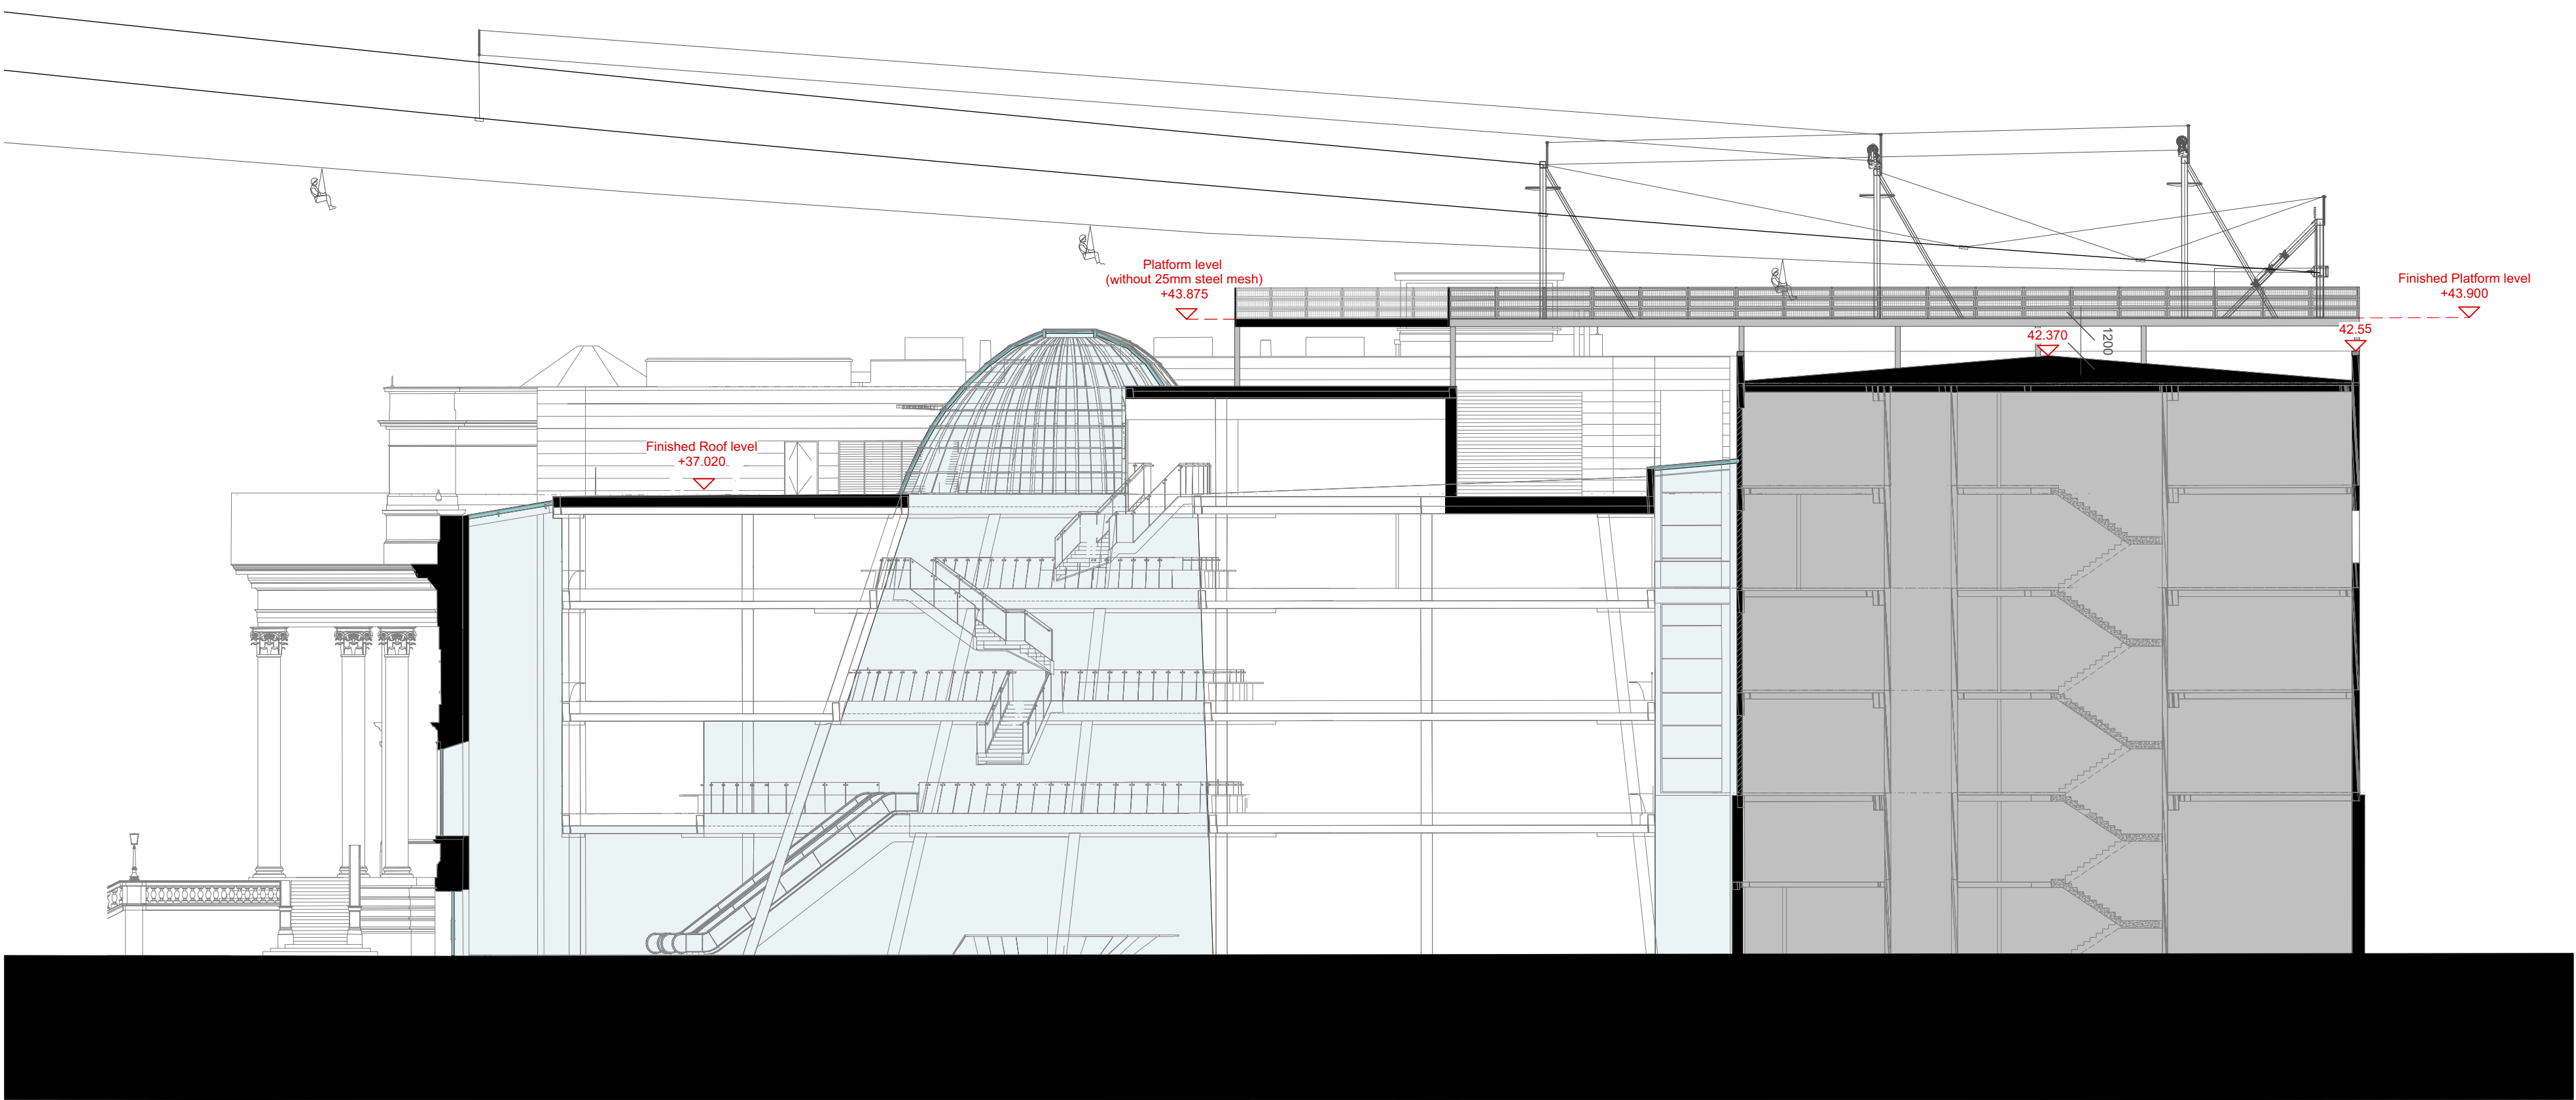 Platform level
(without 25mm steel mesh)
+43.875
Finished Platform level
+43.900
42.370
1200
42.55
Finished Roof level
+37.020